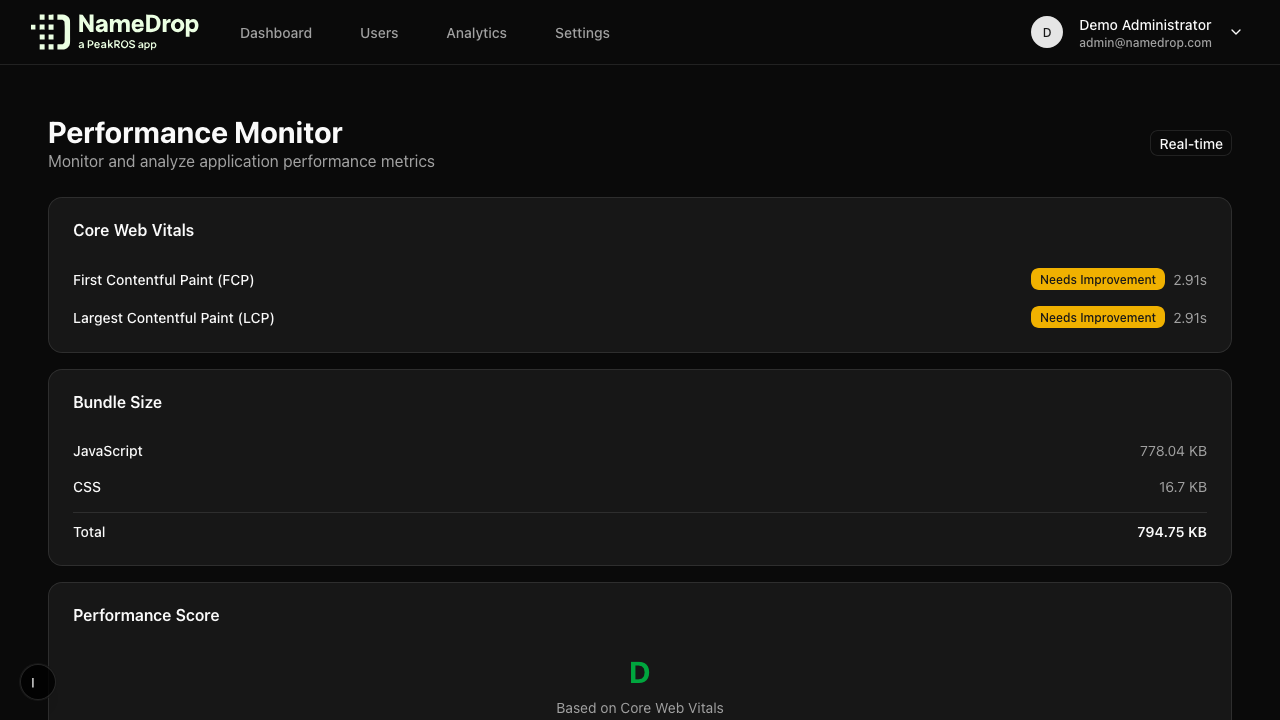 NameDrop
a PeakROS app
Dashboard
Users
Analytics
Settings
D
Demo Administrator
admin@namedrop.com
Performance Monitor
Monitor and analyze application performance metrics
Real-time
Core Web Vitals
First Contentful Paint (FCP)
Needs Improvement
2.91s
Largest Contentful Paint (LCP)
Needs Improvement
2.91s
Bundle Size
JavaScript
778.04 KB
CSS
16.7 KB
Total
794.75 KB
Performance Score
D
Based on Core Web Vitals